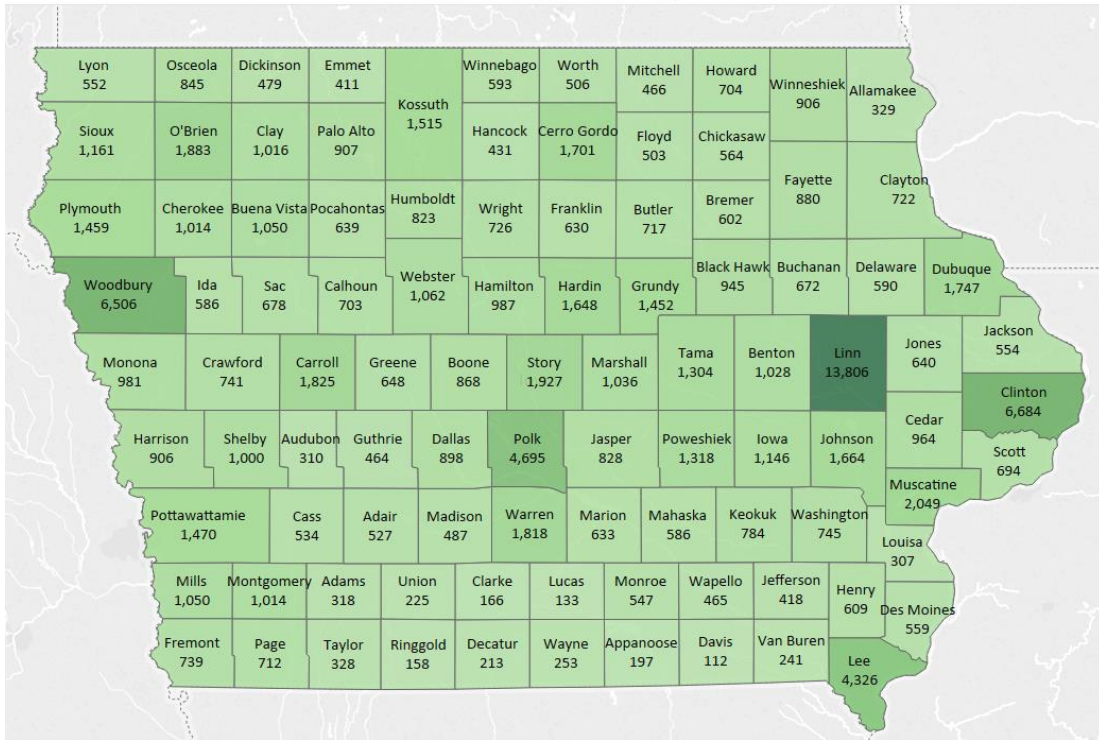 Lyon
552
Osceola
845
Dickinson
479
Emmet
411
Kossuth
1,515
Winnebago
593
Worth
506
Mitchell
466
Howard
704
Winneshiek
906
Allamakee
329
Sioux
1,161
O'Brien
1,883
Clay
1,016
Palo Alto
907
Hancock
431
Cerro Gordo
1,701
Floyd
503
Chickasaw
564
Fayette
880
Clayton
722
Plymouth
1,459
Cherokee
1,014
Buena Vista
1,050
Pocahontas
639
Humboldt
823
Wright
726
Franklin
630
Butler
717
Bremer
602
Woodbury
6,506
Ida
586
Sac
678
Calhoun
703
Webster
1,062
Hamilton
987
Hardin
1,648
Grundy
1,452
Black Hawk
945
Buchanan
672
Delaware
590
Dubuque
1,747
Monona
981
Crawford
741
Carroll
1,825
Greene
648
Boone
868
Story
1,927
Marshall
1,036
Tama
1,304
Benton
1,028
Linn
13,806
Jones
640
Jackson
554
Clinton
6,684
Harrison
906
Shelby
1,000
Audubon
310
Guthrie
464
Dallas
898
Polk
4,695
Jasper
828
Poweshiek
1,318
Iowa
1,146
Johnson
1,664
Cedar
964
Scott
694
Muscatine
2,049
Pottawattamie
1,470
Cass
534
Adair
527
Madison
487
Warren
1,818
Marion
633
Mahaska
586
Keokuk
784
Washington
745
Louisa
307
Mills
1,050
Montgomery
1,014
Adams
318
Union
225
Clarke
166
Lucas
133
Monroe
547
Wapello
465
Jefferson
418
Henry
609
Des Moines
559
Fremont
739
Page
712
Taylor
328
Ringgold
158
Decatur
213
Wayne
253
Appanoose
197
Davis
112
Van Buren
241
Lee
4,326